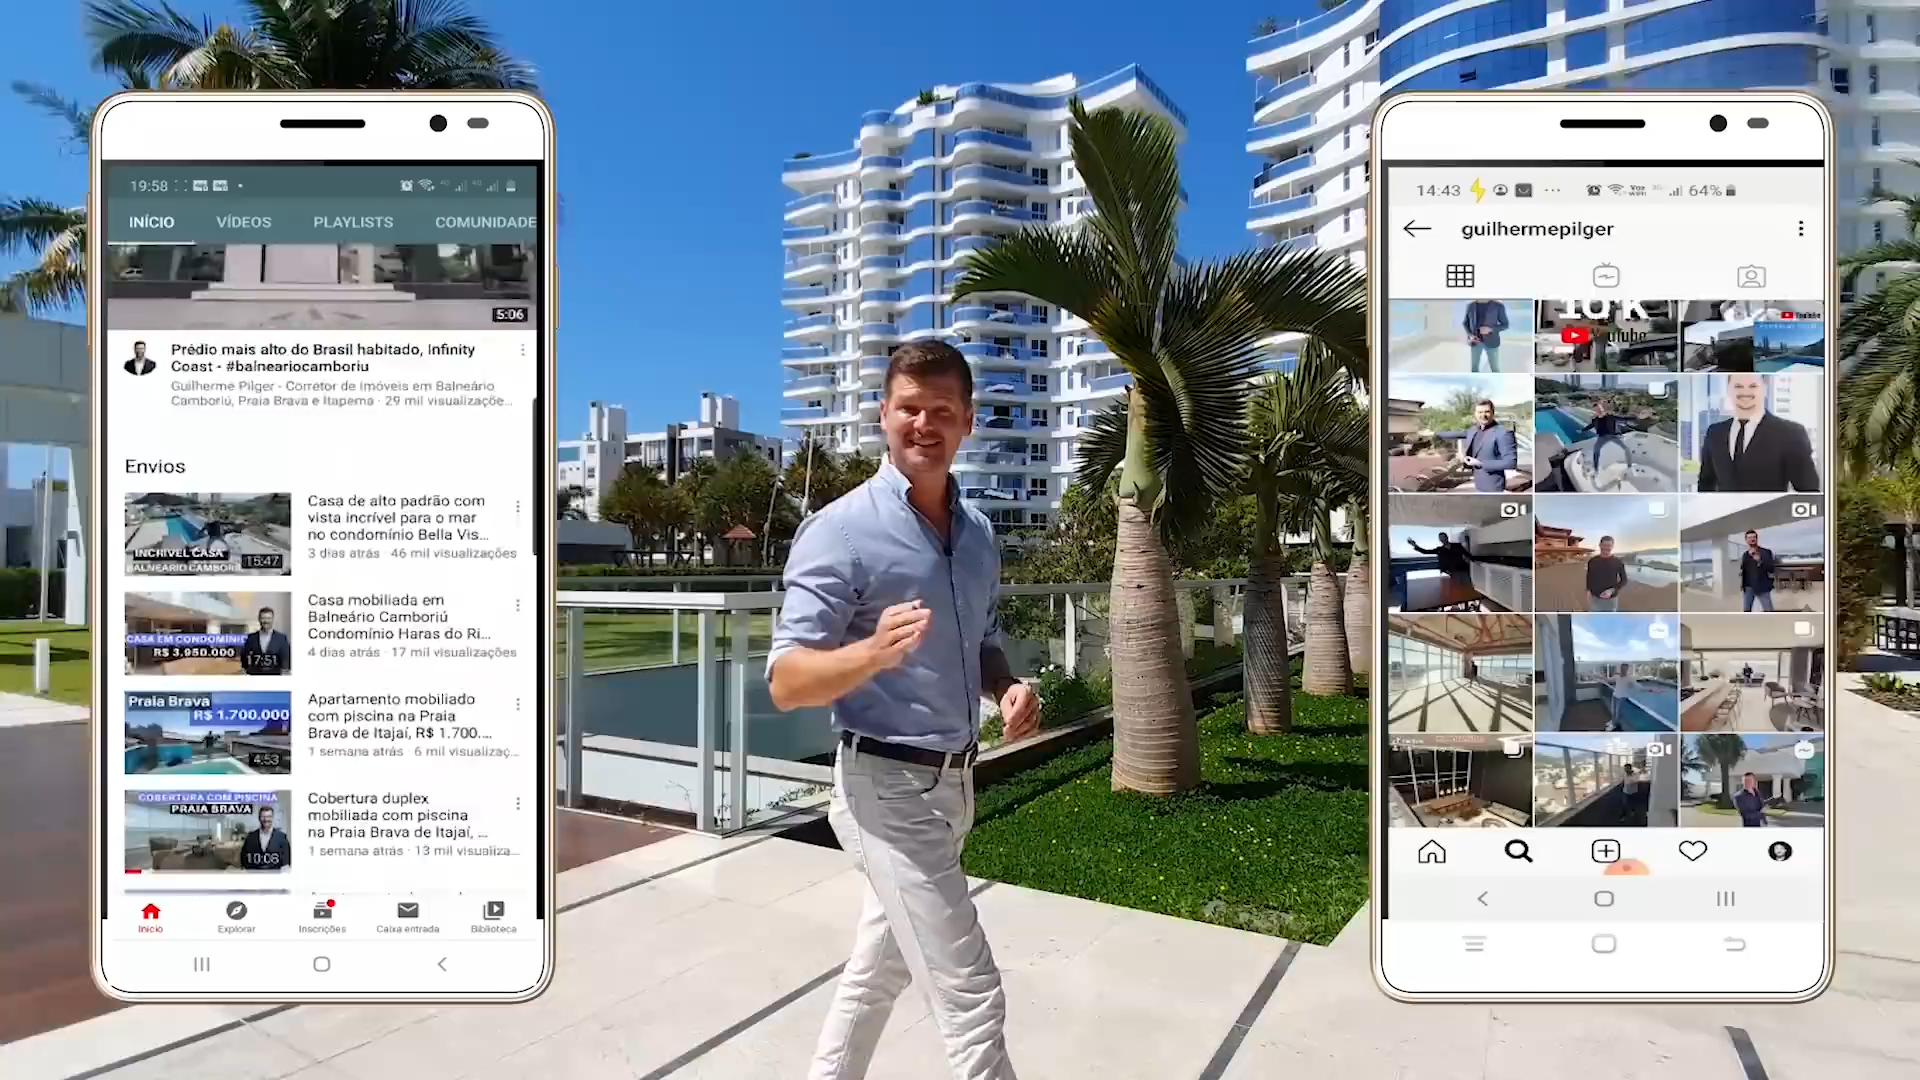 19:58
INÍCIO VÍDEOS PLAYLISTS COMUNIDADE
5:06
Prédio mais alto do Brasil habitado, Infinity
Coast - #balneariocamboriu
Guilherme Pilger - Corretor de Imóveis em Balneário
Camboriú, Praia Brava e Itapema · 29 mil visualizaçõe...
Envios
INCRÍVEL CASA
BALNEÁRIO CAMBORIÚ
15:47
Casa de alto padrão com
vista incrível para o mar
no condomínio Bella Vis...
3 dias atrás · 46 mil visualizações
CASA EM CONDOMÍNIO
R$ 3.950.000
17:51
Casa mobiliada em
Balneário Camboriú
Condomínio Haras do Ri...
4 dias atrás · 17 mil visualizações
Praia Brava
R$ 1.700.000
4:53
Apartamento mobiliado
com piscina na Praia
Brava de Itajaí, R$ 1.700....
1 semana atrás · 6 mil visualizaç...
COBERTURA COM PISCINA
PRAIA BRAVA
10:08
Cobertura duplex
mobiliada com piscina
na Praia Brava de Itajaí, ...
1 semana atrás · 13 mil visualiza...
Início Explorar Inscrições Caixa entrada Biblioteca
14:43 64%
guilhermepilger
10K
YouTube
YouTube